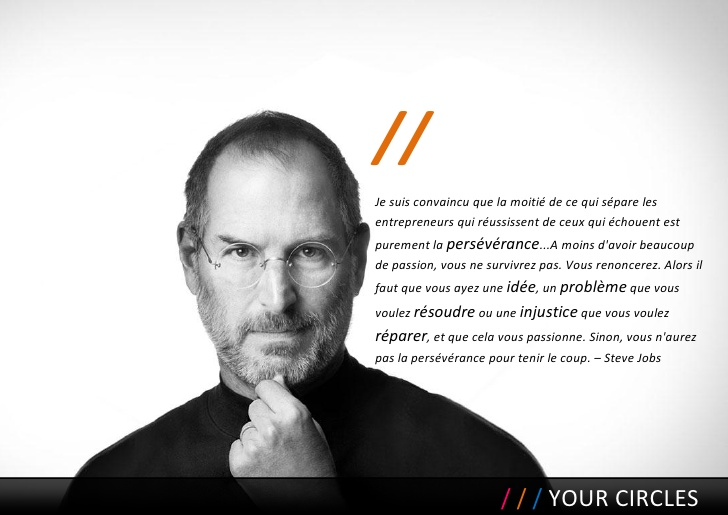 //
Je suis convaincu que la moitié de ce qui sépare les
entrepreneurs qui réussissent de ceux qui échouent est
purement la persévérance...A moins d'avoir beaucoup
de passion, vous ne survivrez pas. Vous renoncerez. Alors il
faut que vous ayez une idée, un problème que vous
voulez résoudre ou une injustice que vous voulez
réparer, et que cela vous passionne. Sinon, vous n'aurez
pas la persévérance pour tenir le coup. – Steve Jobs
/ / / YOUR CIRCLES